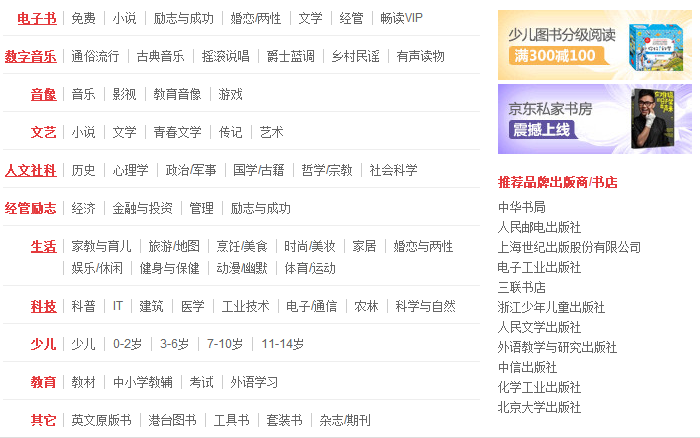 电子书 免费 小说 励志与成功 婚恋/两性 文学 经管 畅读VIP
数字音乐 通俗流行 古典音乐 摇滚说唱 爵士蓝调 乡村民谣 有声读物
音像 音乐 影视 教育音像 游戏
文艺 小说 文学 青春文学 传记 艺术
人文社科 历史 心理学 政治/军事 国学/古籍 哲学/宗教 社会科学
经管励志 经济 金融与投资 管理 励志与成功
生活 家教与育儿 旅游/地图 烹饪/美食 时尚/美妆 家居 婚恋与两性
娱乐/休闲 健身与保健 动漫/幽默 体育/运动
科技 科普 IT 建筑 医学 工业技术 电子/通信 农林 科学与自然
少儿 少儿 0-2岁 3-6岁 7-10岁 11-14岁
教育 教材 中小学教辅 考试 外语学习
其它 英文原版书 港台图书 工具书 套装书 杂志/期刊
少儿图书分级阅读
满300减100
京东私家书房
震撼上线
推荐品牌出版商/书店
中华书局
人民邮电出版社
上海世纪出版股份有限公司
电子工业出版社
三联书店
浙江少年儿童出版社
人民文学出版社
外语教学与研究出版社
中信出版社
化学工业出版社
北京大学出版社